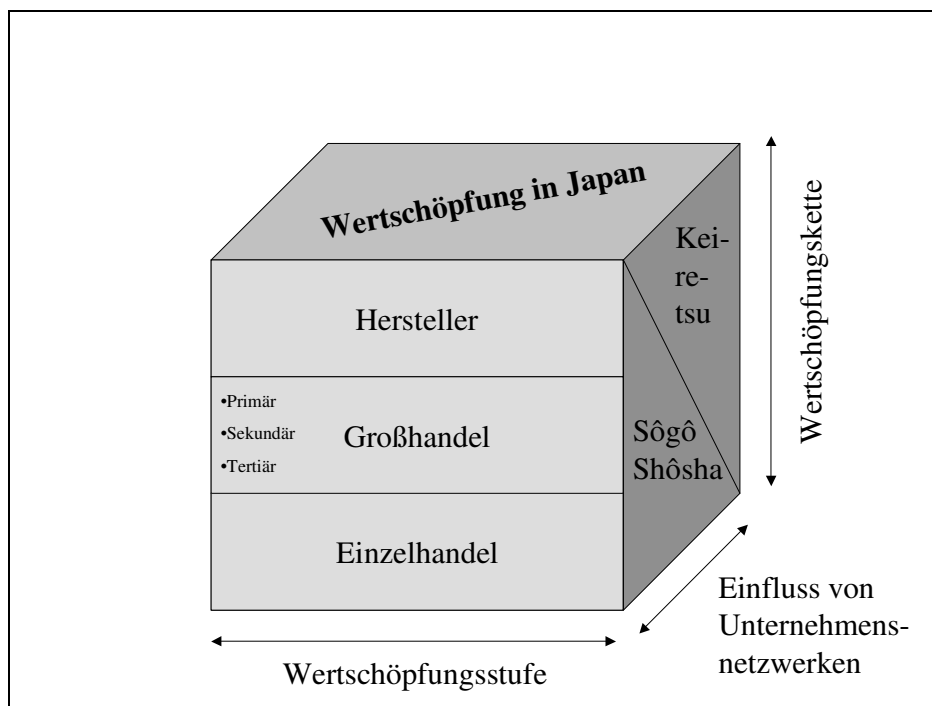 Wertschöpfung in Japan
Kei-
re-
tsu
Hersteller
•Primär
•Sekundär
•Tertiär
Großhandel
Sôgô
Shôsha
Einzelhandel
Wertschöpfungskette
Einfluss von
Unternehmens-
netzwerken
Wertschöpfungsstufe